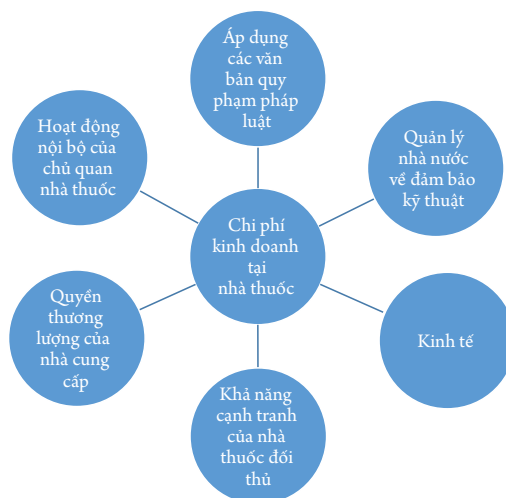 Áp dụng
các văn
bản quy
phạm pháp
luật
Hoạt động
nội bộ của
chủ quan
nhà thuốc
Quản lý
nhà nước
về đảm bảo
kỹ thuật
Chi phí
kinh doanh
tại
nhà thuốc
Quyền
thương
lượng của
nhà cung
cấp
Kinh tế
Khả năng
cạnh tranh
của nhà
thuốc đối
thủ